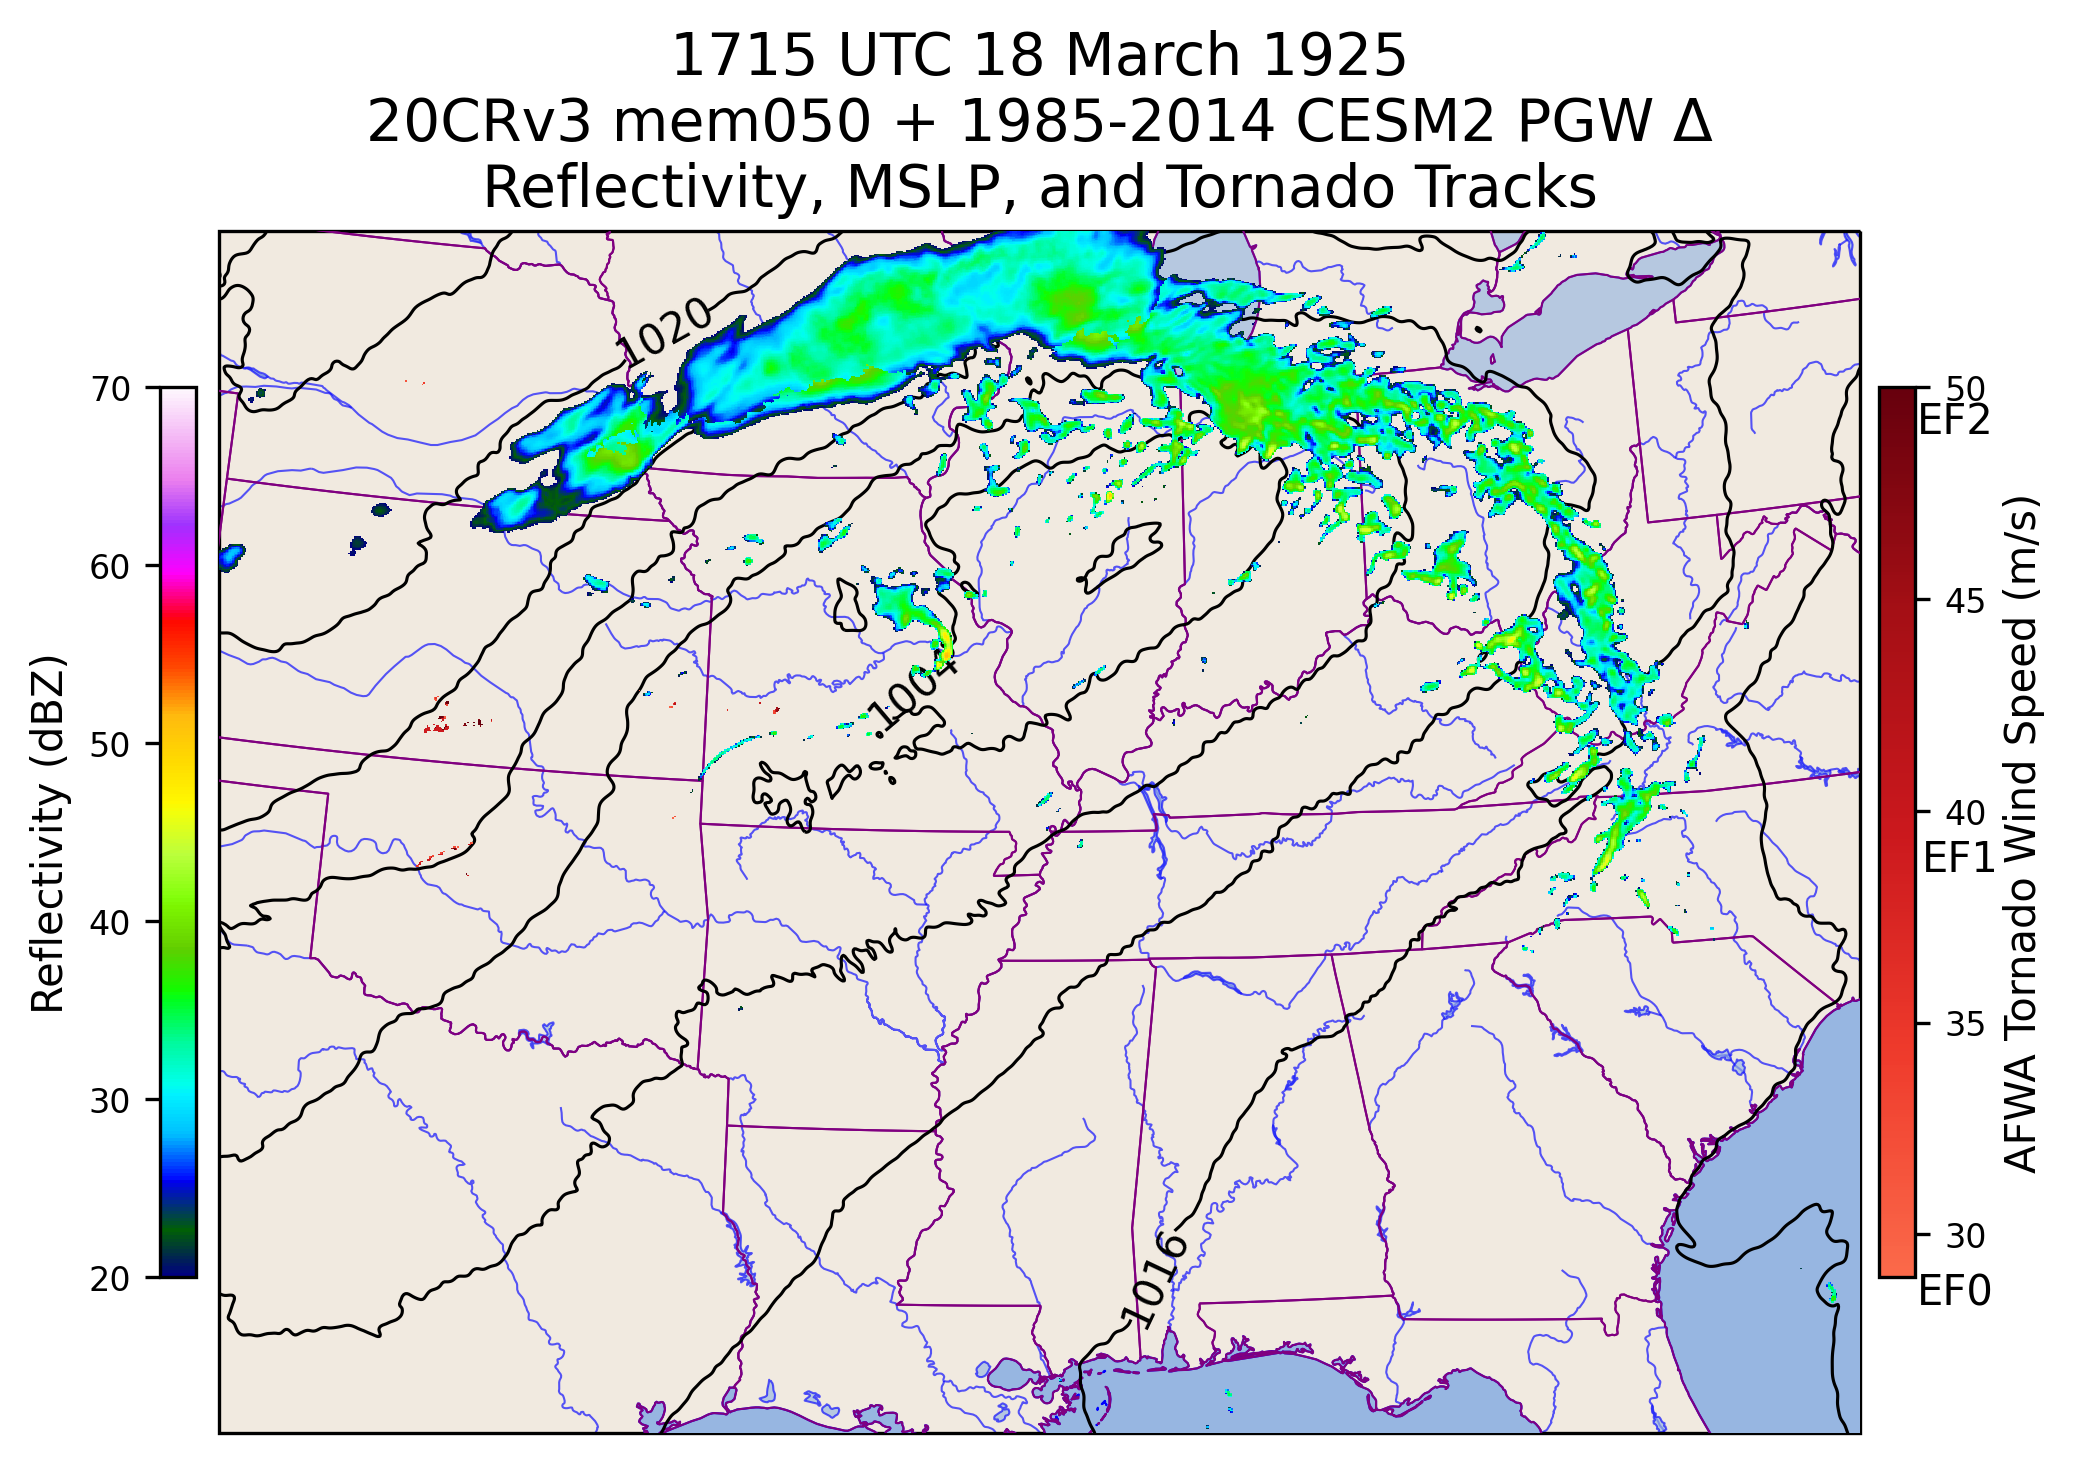 1715 UTC 18 March 1925
20CRv3 mem050 + 1985-2014 CESM2 PGW Δ
Reflectivity, MSLP, and Tornado Tracks
70
60
50
40
30
20
Reflectivity (dBZ)
1020
1004
1016
50
EF2
45
40
EF1
35
30
EF0
AFWA Tornado Wind Speed (m/s)